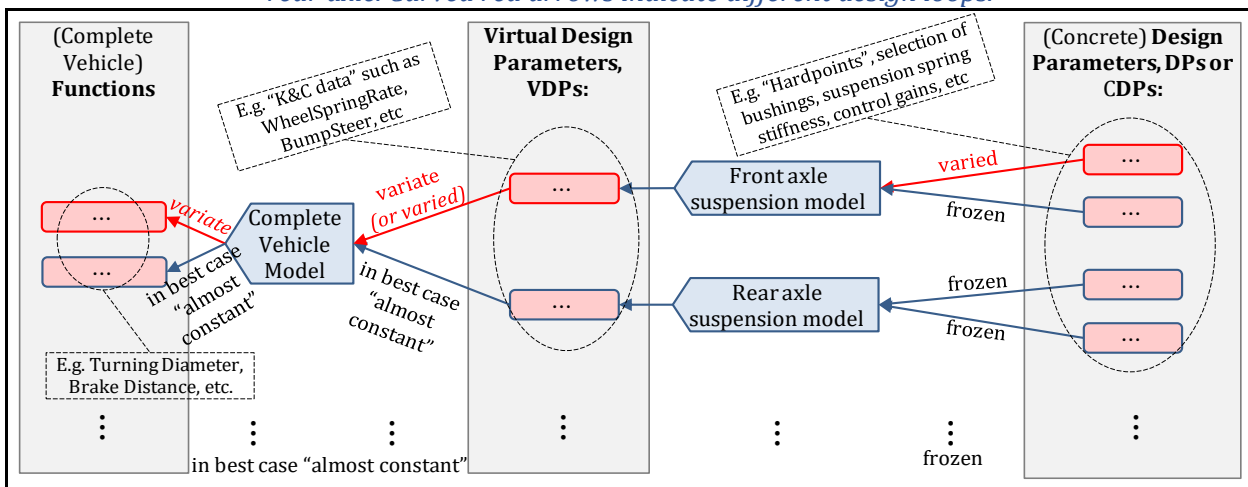 (Complete
Vehicle)
Functions
E.g. “K&C data” such as
WheelSpringRate,
BumpSteer, etc
Virtual Design
Parameters,
VDPs:
E.g. “Hardpoints”, selection of
bushings, suspension spring
stiffness, control gains, etc
(Concrete) Design
Parameters, DPs or
CDPs:
...
...
variate
in best case
“almost
constant”
Complete
Vehicle
Model
variate
(or varied)
in best case
“almost
constant”
...
...
Front axle
suspension model
Rear axle
suspension model
varied
frozen
frozen
frozen
...
...
...
...
E.g. Turning Diameter,
Brake Distance, etc.
in best case “almost constant”
frozen